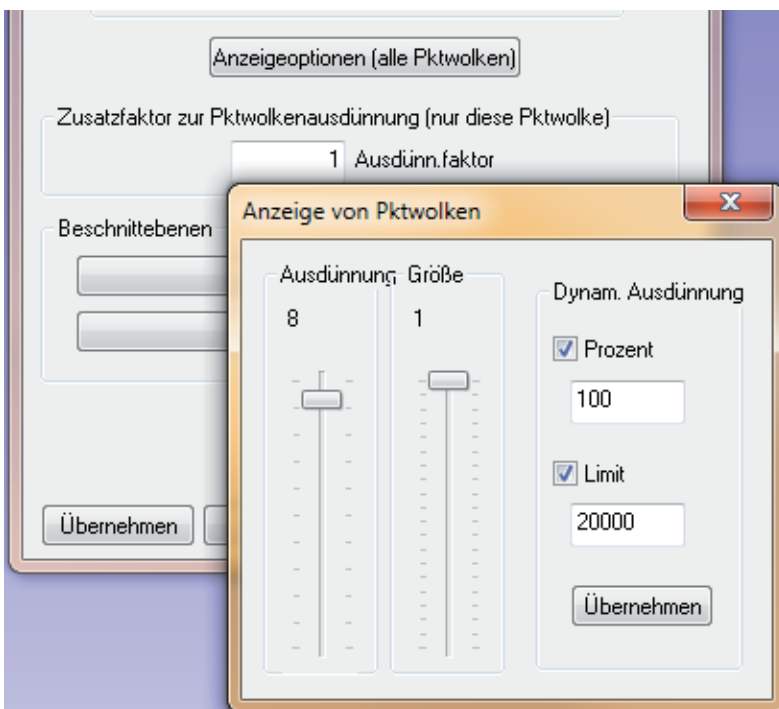 Anzeigeoptionen (alle Pktwolken)
Zusatzfaktor zur Pktwolkenausdünnung (nur diese Pktwolke)
1 Ausdünn.faktor
Beschnittebenen
Übernehmen
Anzeige von Pktwolken
Ausdünnung
8
Größe
1
Dynam. Ausdünnung
Prozent
100
Limit
20000
Übernehmen